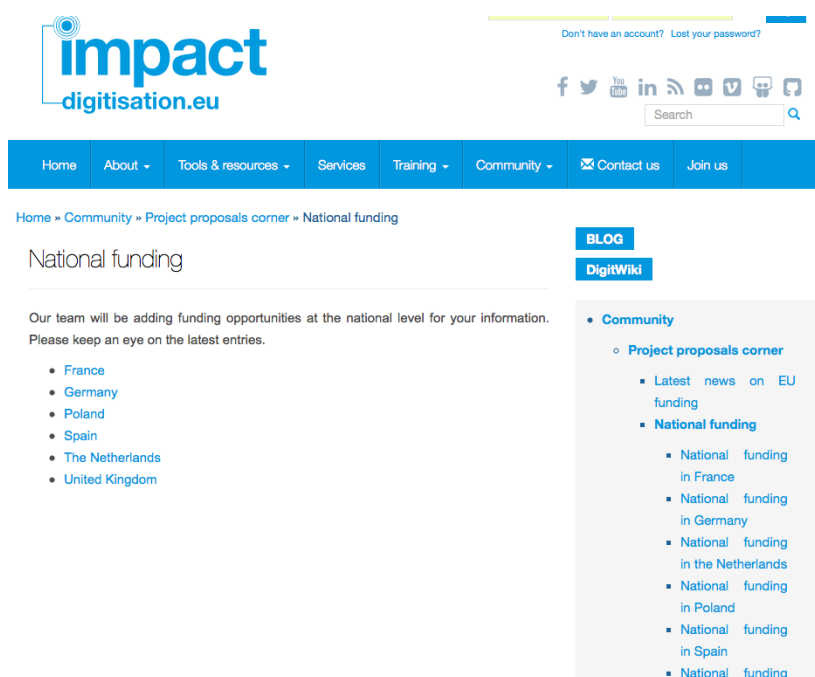 Don't have an account? Lost your password?
impact
digitisation.eu
You
Tube
Search
Home
About
Tools & resources
Services
Training
Community
Contact us
Join us
Home » Community » Project proposals corner » National funding
National funding
Our team will be adding funding opportunities at the national level for your information.
Please keep an eye on the latest entries.
France
Germany
Poland
Spain
The Netherlands
United Kingdom
BLOG
DigitWiki
Community
Project proposals corner
Latest news on EU
funding
National funding
National funding
in France
National funding
in Germany
National funding
in the Netherlands
National funding
in Poland
National funding
in Spain
National funding